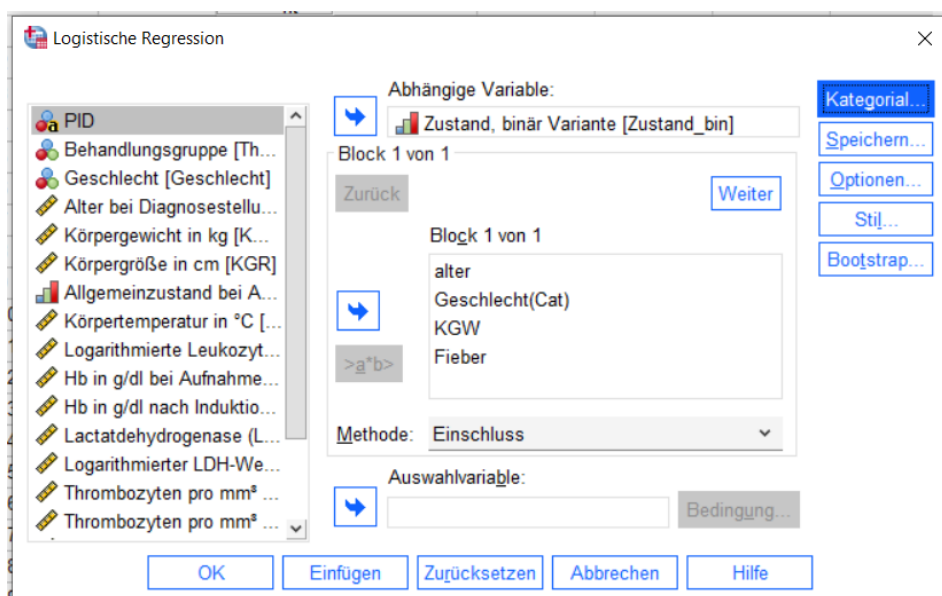 Logistische Regression
PID
Behandlungsgruppe [Th...
Geschlecht [Geschlecht]
Alter bei Diagnosestellu...
Körpergewicht in kg [K...
Körpergröße in cm [KGR]
Allgemeinzustand bei A...
Körpertemperatur in °C [...
Logarithmierte Leukozyt...
Hb in g/dl bei Aufnahme...
Hb in g/dl nach Induktio...
Lactatdehydrogenase (L...
Logarithmierter LDH-We...
Thrombozyten pro mm³ ...
Thrombozyten pro mm³ ...
Abhängige Variable:
Zustand, binär Variante [Zustand_bin]
Block 1 von 1
Zurück
Weiter
Block 1 von 1
alter
Geschlecht(Cat)
KGW
Fieber
>a*b>
Methode:
Einschluss
Auswahlvariable:
Bedingung...
Kategorial...
Speichern...
Optionen...
Stil...
Bootstrap...
OK
Einfügen
Zurücksetzen
Abbrechen
Hilfe